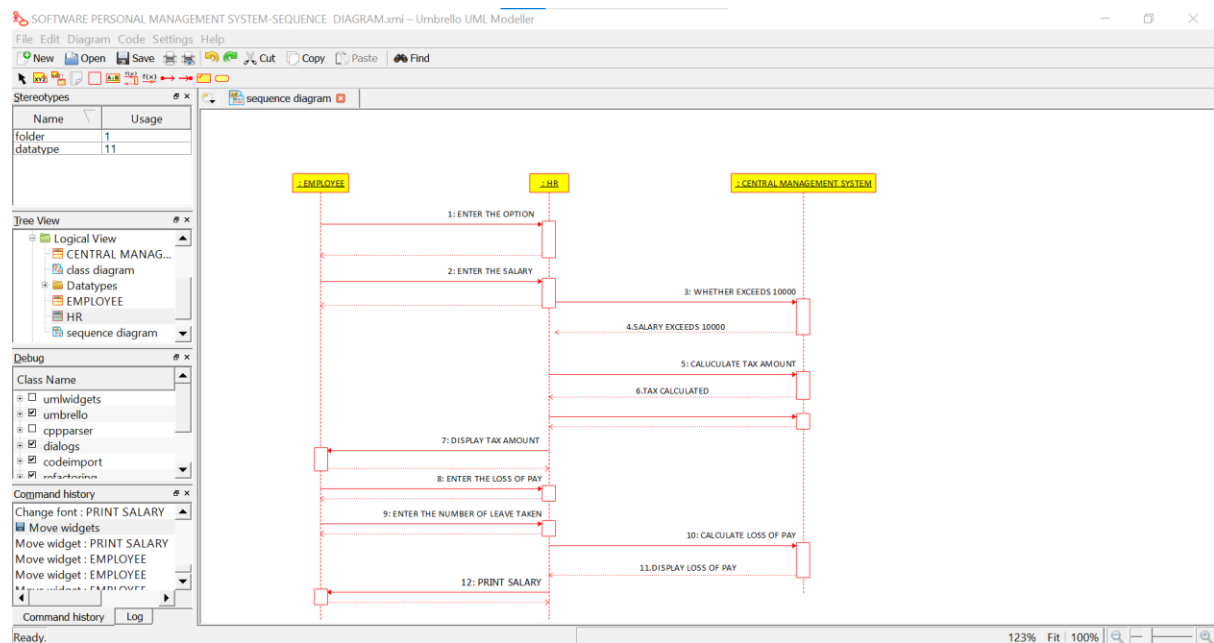 SOFTWARE PERSONAL MANAGEMENT SYSTEM-SEQUENCE DIAGRAM.xmi – Umbrello UML Modeller
File Edit Diagram Code Settings Help
New Open Save Cut Copy Paste Find
Stereotypes
Name Usage
folder 1
datatype 11
Tree View
Logical View
CENTRAL MANAG...
class diagram
Datatypes
EMPLOYEE
HR
sequence diagram
Debug
Class Name
umlwidgets
umbrello
cppparser
dialogs
codeimport
refactoring
Command history
Change font : PRINT SALARY
Move widgets
Move widget : PRINT SALARY
Move widget : EMPLOYEE
Move widget : EMPLOYEE
Move widget : EMPLOYEE
Command history Log
Ready.
sequence diagram
: EMPLOYEE
: HR
: CENTRAL MANAGEMENT SYSTEM
1: ENTER THE OPTION
2: ENTER THE SALARY
3: WHETHER EXCEEDS 10000
4.SALARY EXCEEDS 10000
5: CALUCULATE TAX AMOUNT
6.TAX CALCULATED
7: DISPLAY TAX AMOUNT
8: ENTER THE LOSS OF PAY
9: ENTER THE NUMBER OF LEAVE TAKEN
10: CALCULATE LOSS OF PAY
11.DISPLAY LOSS OF PAY
12: PRINT SALARY
123% Fit 100%